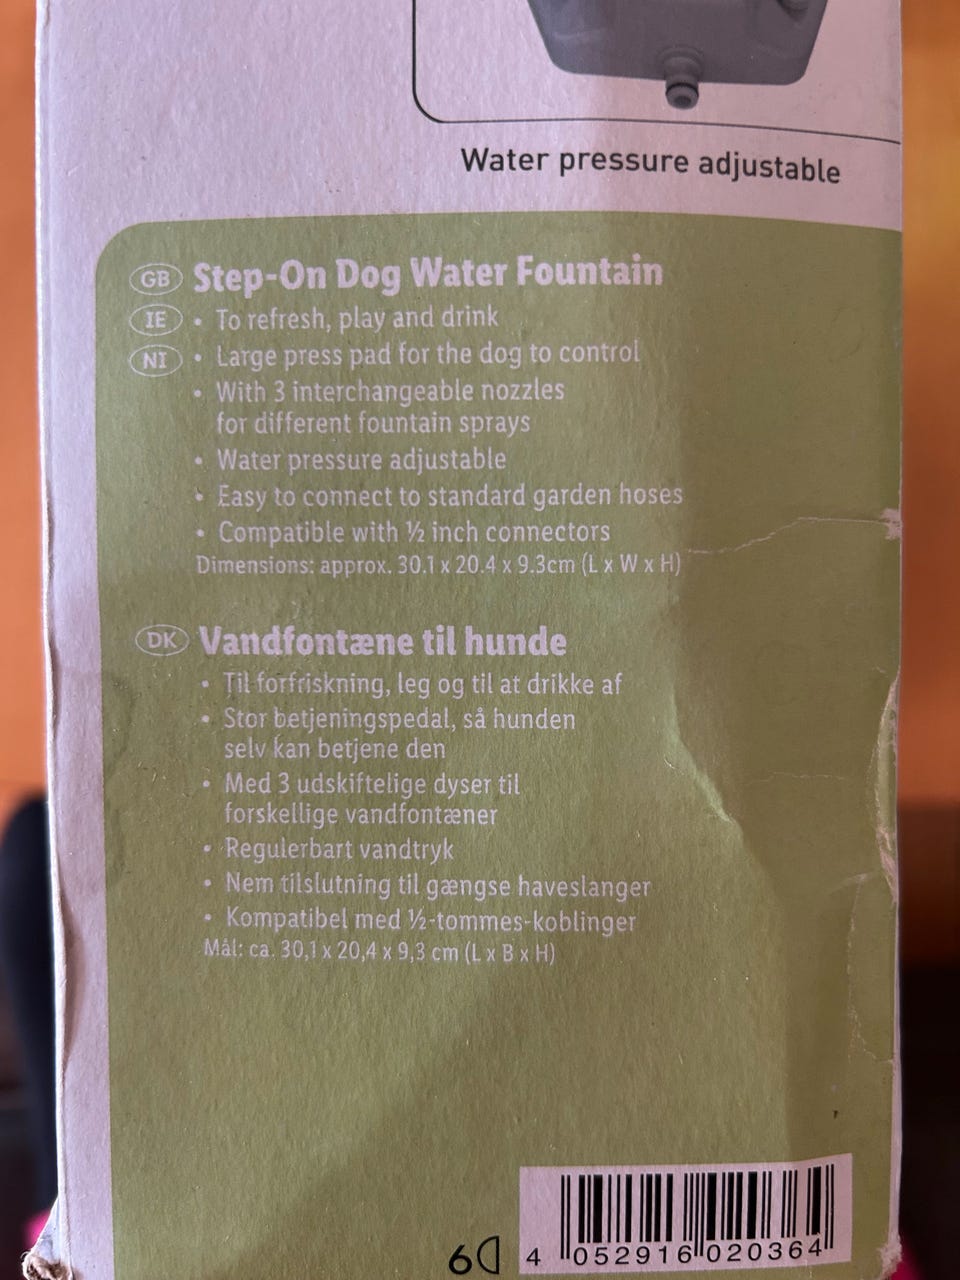 Water pressure adjustable
GB Step-On Dog Water Fountain
IE • To refresh, play and drink
NI • Large press pad for the dog to control
• With 3 interchangeable nozzles
for different fountain sprays
• Water pressure adjustable
• Easy to connect to standard garden hoses
• Compatible with ½ inch connectors
Dimensions: approx. 30.1 x 20.4 x 9.3cm (L x W x H)
DK Vandfontæne til hunde
• Til forfriskning, leg og til at drikke af
• Stor betjeningspedal, så hunden
selv kan betjene den
• Med 3 udskiftelige dyser til
forskellige vandfontæner
• Regulerbart vandtryk
• Nem tilslutning til gængse haveslanger
• Kompatibel med ½-tommes-koblinger
Mål: ca. 30,1 x 20,4 x 9,3 cm (L x B x H)
6 4 052916 020364